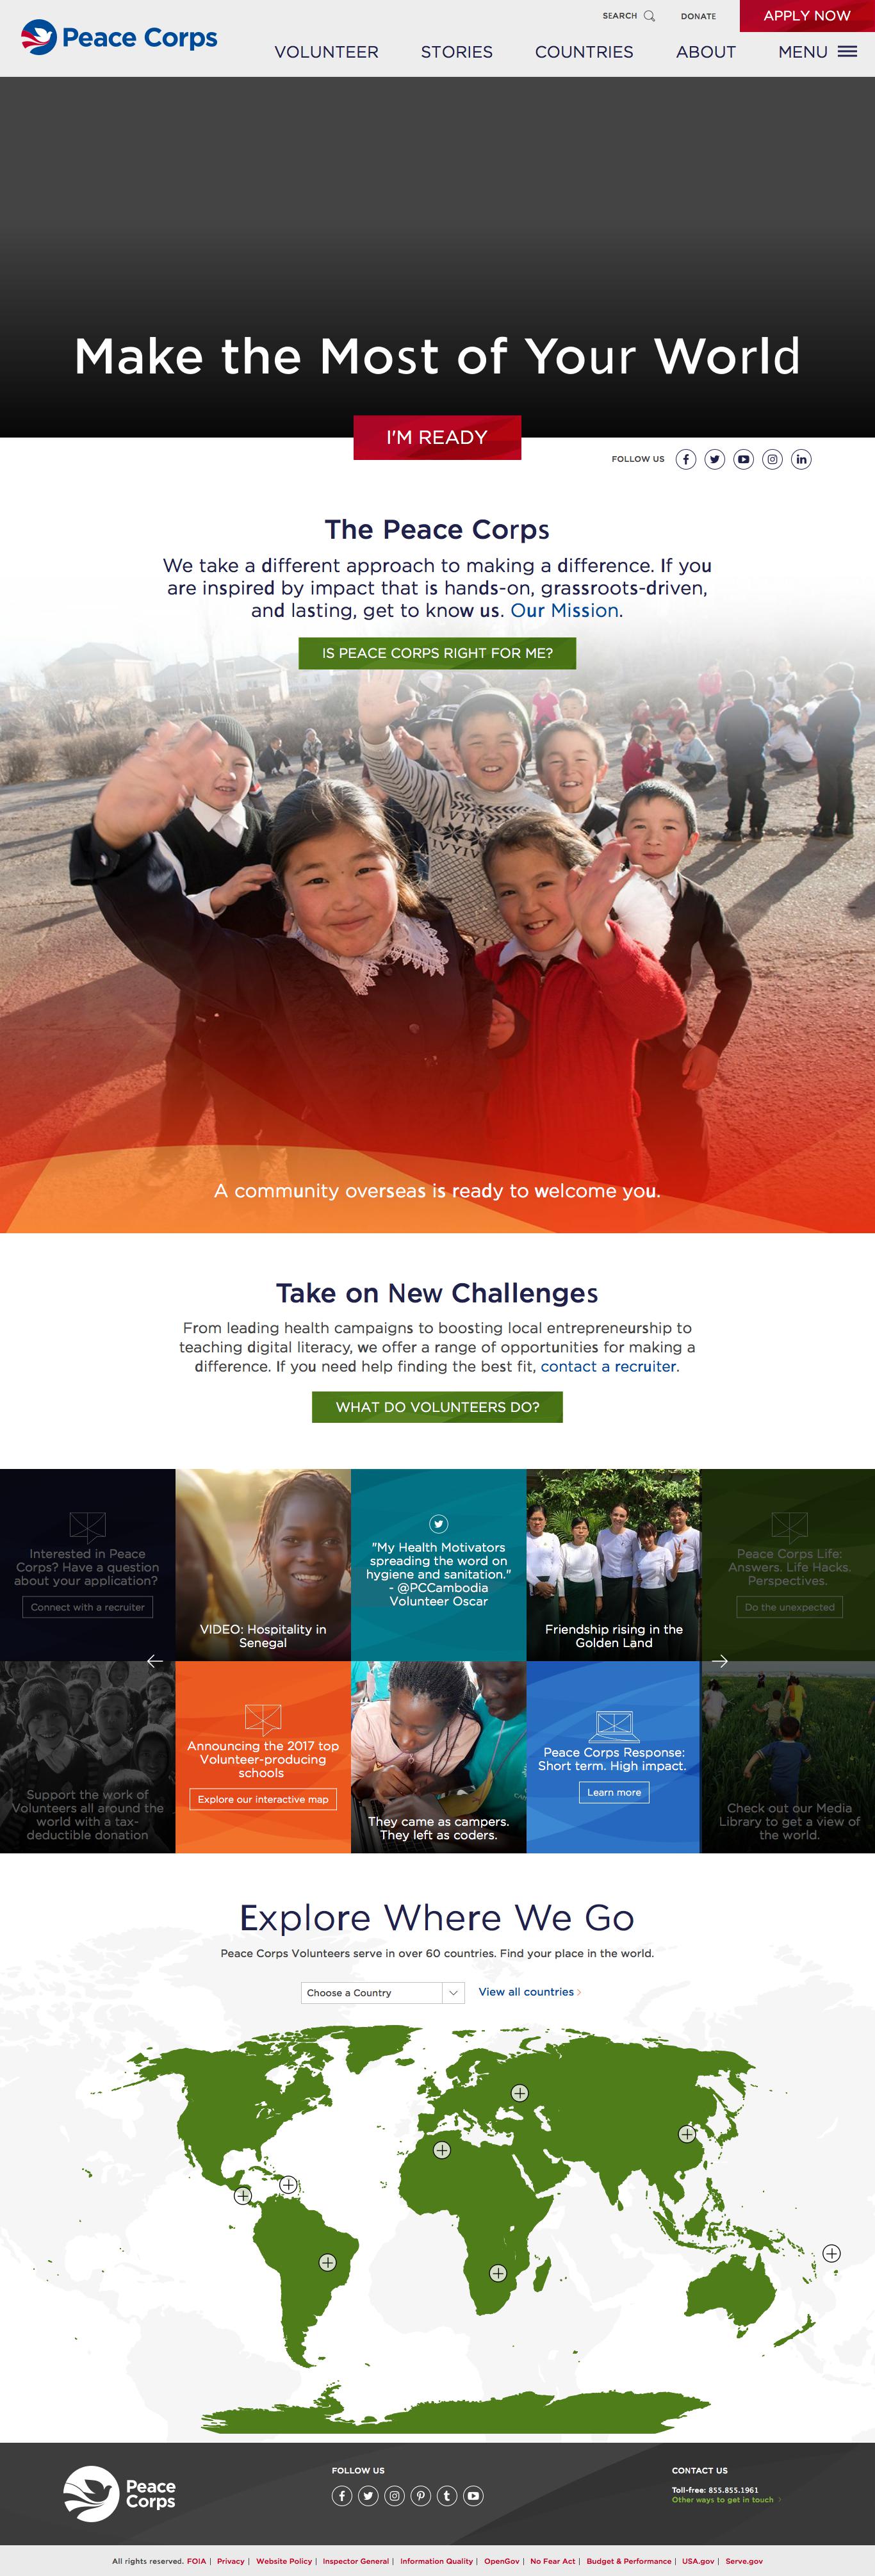 SEARCH
DONATE
APPLY NOW
Peace Corps
VOLUNTEER
STORIES
COUNTRIES
ABOUT
MENU
Make the Most of Your World
I'M READY
FOLLOW US
The Peace Corps
We take a different approach to making a difference. If you
are inspired by impact that is hands-on, grassroots-driven,
and lasting, get to know us. Our Mission.
IS PEACE CORPS RIGHT FOR ME?
A community overseas is ready to welcome you.
Take on New Challenges
From leading health campaigns to boosting local entrepreneurship to
teaching digital literacy, we offer a range of opportunities for making a
difference. If you need help finding the best fit, contact a recruiter.
WHAT DO VOLUNTEERS DO?
Interested in Peace
Corps? Have a question
about your application?
Connect with a recruiter
VIDEO: Hospitality in
Senegal
"My Health Motivators
spreading the word on
hygiene and sanitation."
- @PCCambodia
Volunteer Oscar
Friendship rising in the
Golden Land
Peace Corps Life:
Answers. Life Hacks.
Perspectives.
Do the unexpected
Support the work of
Volunteers all around the
world with a tax-
deductible donation
Announcing the 2017 top
Volunteer-producing
schools
Explore our interactive map
They came as campers.
They left as coders.
Peace Corps Response:
Short term. High impact.
Learn more
Check out our Media
Library to get a view of
the world.
Explore Where We Go
Peace Corps Volunteers serve in over 60 countries. Find your place in the world.
Choose a Country
View all countries
Peace
Corps
FOLLOW US
CONTACT US
Toll-free: 855.855.1961
Other ways to get in touch
All rights reserved. FOIA | Privacy | Website Policy | Inspector General | Information Quality | OpenGov | No Fear Act | Budget & Performance | USA.gov | Serve.gov